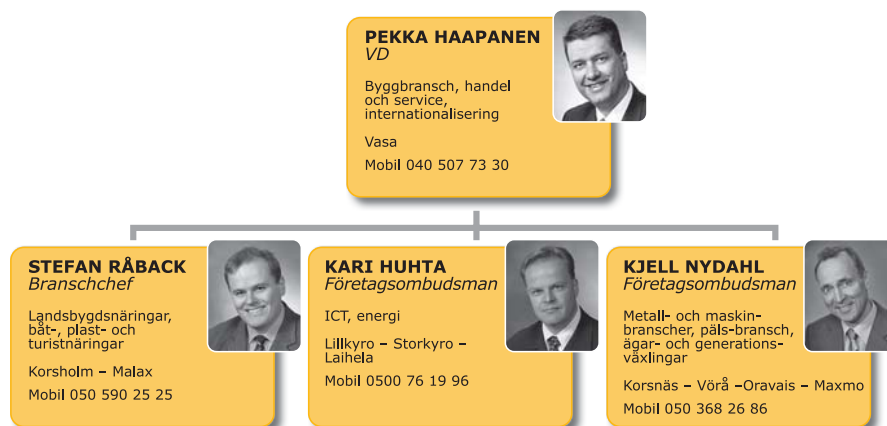 PEKKA HAAPANEN
VD
Byggbransch, handel
och service,
internationalisering
Vasa
Mobil 040 507 73 30
STEFAN RÅBACK
Branschchef
Landsbygdsnäringar,
båt-, plast- och
turistnäringar
Korsholm – Malax
Mobil 050 590 25 25
KARI HUHTA
Företagsombudsman
ICT, energi
Lillkyro – Storkyro –
Laihela
Mobil 0500 76 19 96
KJELL NYDAHL
Företagsombudsman
Metall- och maskin-
branscher, päls-bransch,
ägar- och generations-
växlingar
Korsnäs – Vörå –Oravais – Maxmo
Mobil 050 368 26 86